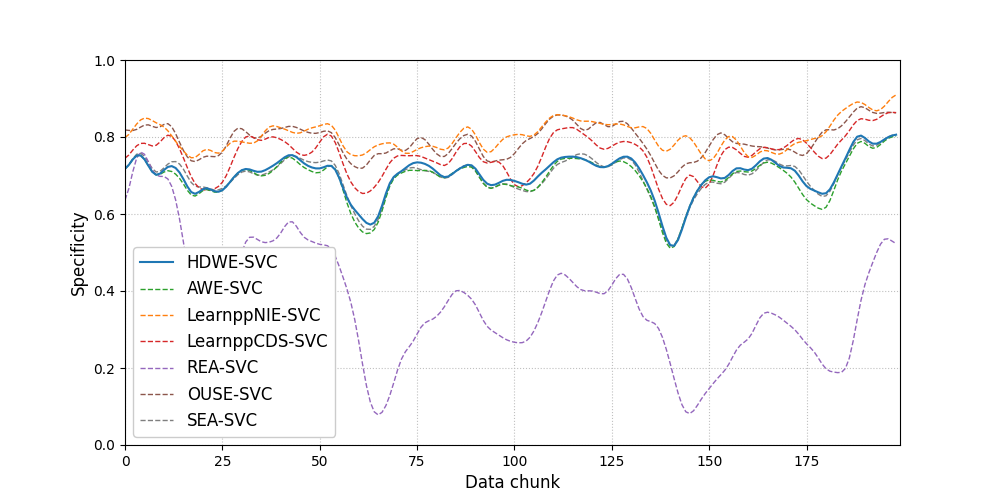 1.0
0.8
0.6
0.4
0.2
0.0
Specificity
HDWE-SVC
AWE-SVC
LearnppNIE-SVC
LearnppCDS-SVC
REA-SVC
OUSE-SVC
SEA-SVC
0 25 50 75 100 125 150 175
Data chunk